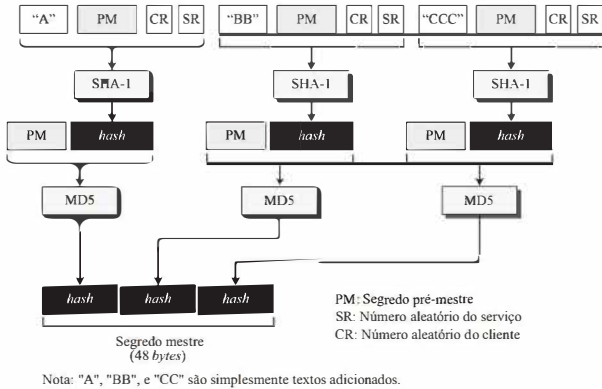 "A" PM CR SR "BB" PM CR SR "CCC" PM CR SR
SHA-1 SHA-1 SHA-1
PM hash PM hash PM hash
MD5 MD5 MD5
hash hash hash
PM: Segredo pré-mestre
SR: Número aleatório do serviço
CR: Número aleatório do cliente
Segredo mestre
(48 bytes)
Nota: "A", "BB", e "CC" são simplesmente textos adicionados.